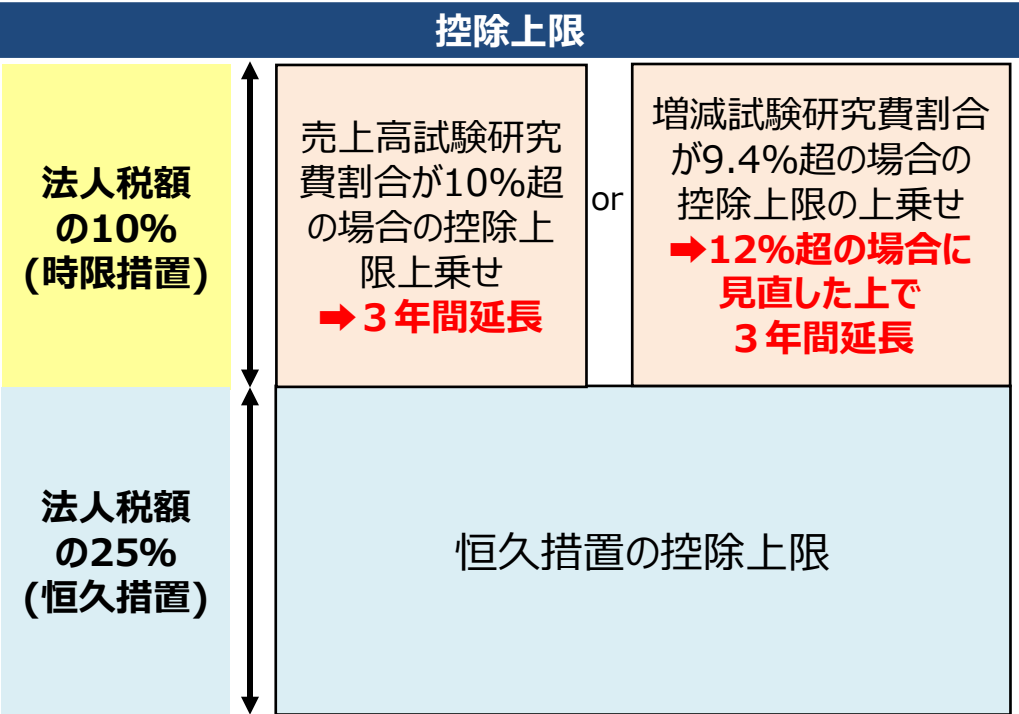 控除上限
法人税額
の10%
(時限措置)
売上高試験研究
費割合が10%超
の場合の控除上
限上乗せ
➡３年間延長
or
増減試験研究費割合
が9.4%超の場合の
控除上限の上乗せ
➡12%超の場合に
見直した上で
３年間延長
法人税額
の25%
(恒久措置)
恒久措置の控除上限